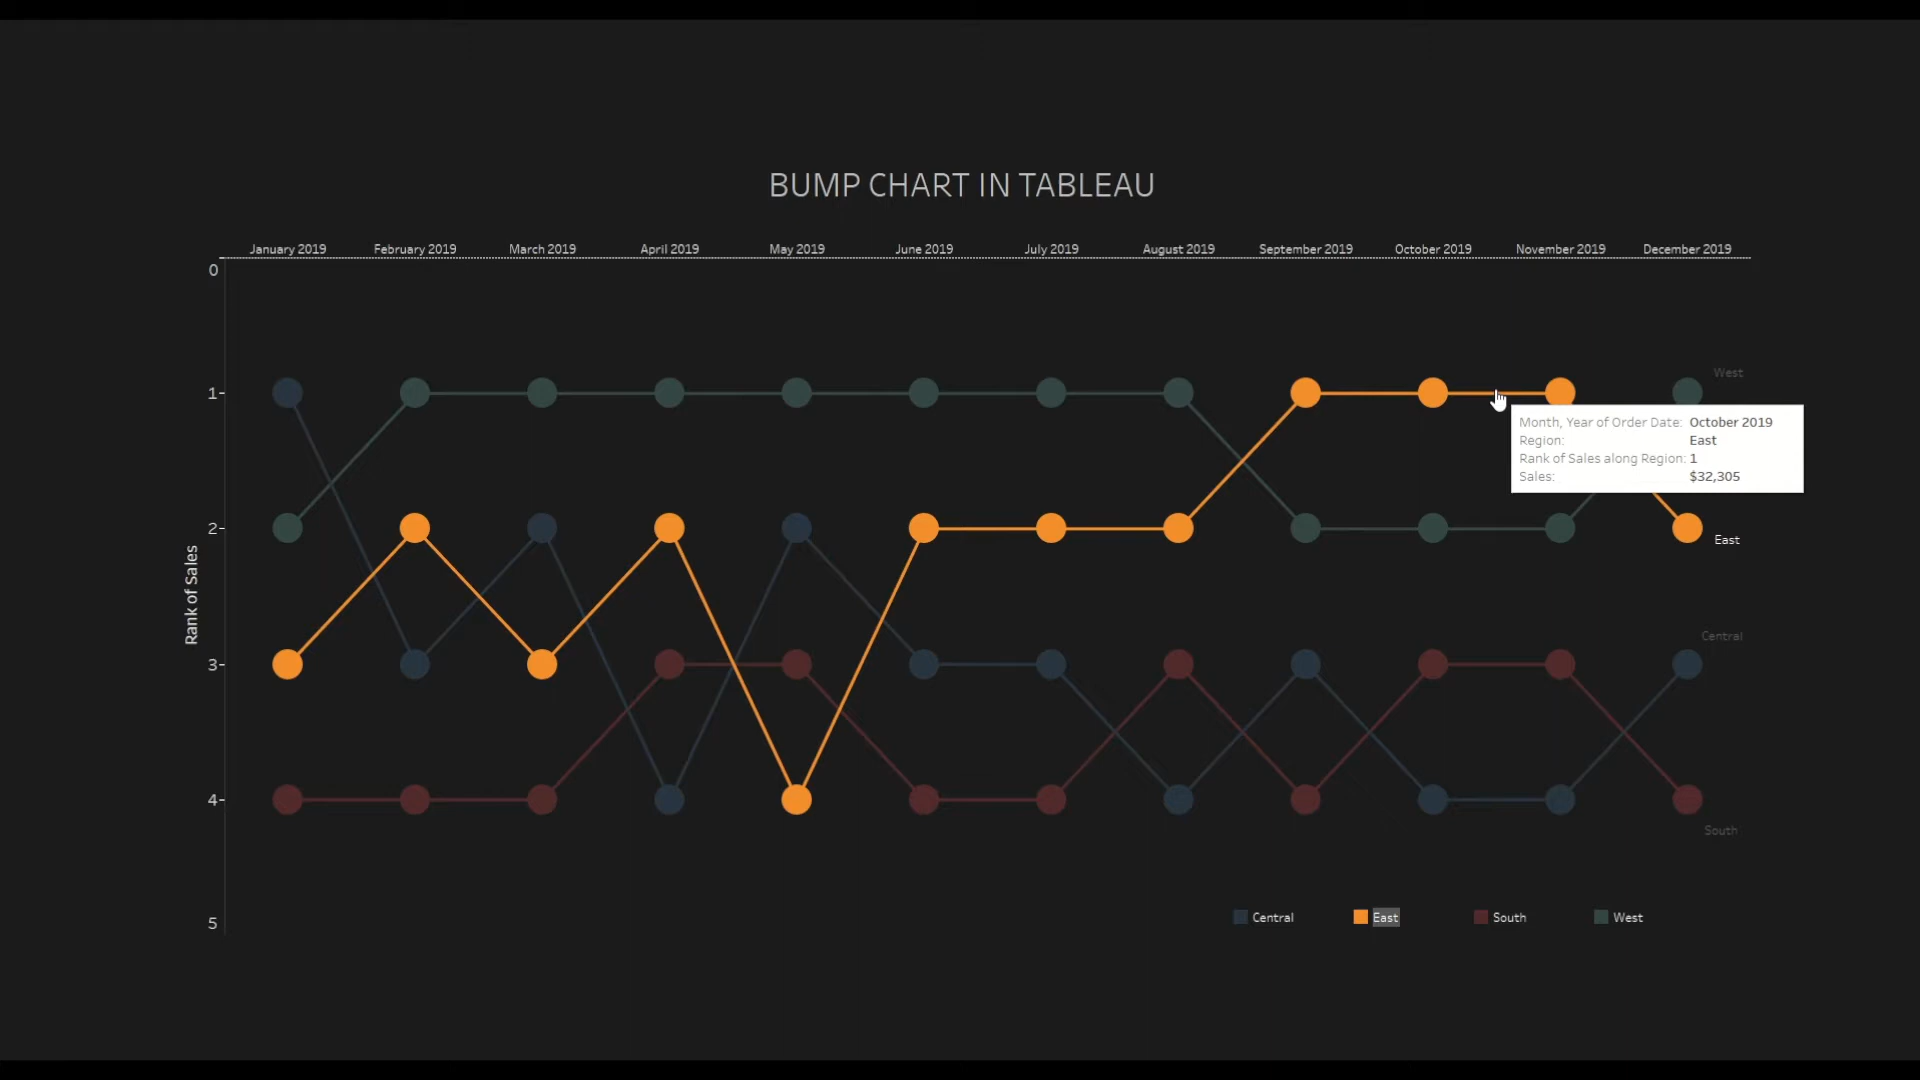 BUMP CHART IN TABLEAU
January 2019 February 2019 March 2019 April 2019 May 2019 June 2019 July 2019 August 2019 September 2019 October 2019 November 2019 December 2019
0
1
West
Month, Year of Order Date: October 2019
Region: East
Rank of Sales along Region: 1
Sales: $32,305
2
East
Rank of Sales
Central
3
4
South
5
Central East South West